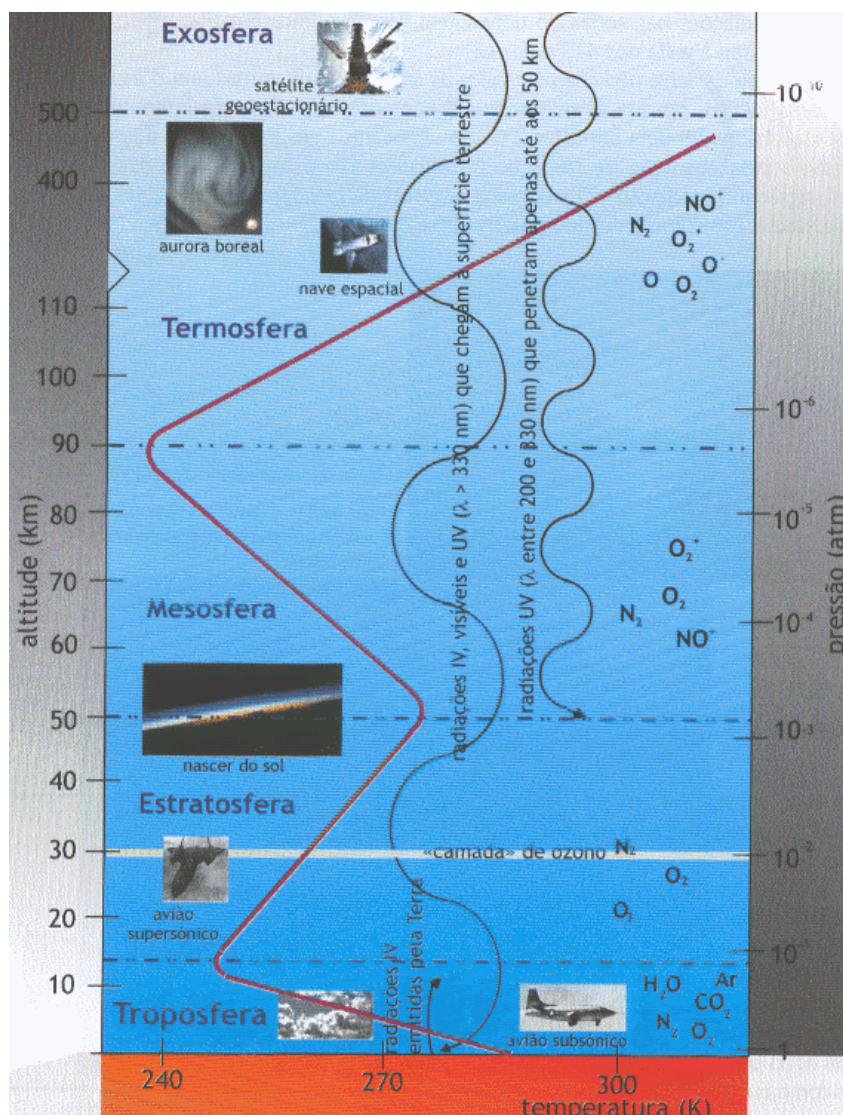 Exosfera
satélite
geoestacionário
aurora boreal
nave espacial
Termosfera
Mesosfera
nascer do sol
Estratosfera
«camada» de ozono
avião
supersónico
Troposfera
avião subsónico
radiações IV, visíveis e UV (λ > 330 nm) que chegam à superfície terrestre
radiações UV (λ entre 200 e 330 nm) que penetram apenas até aos 50 km
radiações IV
emitidas pela Terra
altitude (km)
500
400
110
100
90
80
70
60
50
40
30
20
10
pressão (atm)
10⁻¹⁰
10⁻⁶
10⁻⁵
10⁻⁴
10⁻³
10⁻²
10⁻¹
1
NO⁺
N₂
O₂⁺
O
O₂
O₂⁺
O₂
N₂
NO⁺
N₂
O₂
H₂O
Ar
CO₂
N₂
O₂
240
270
300
temperatura (K)